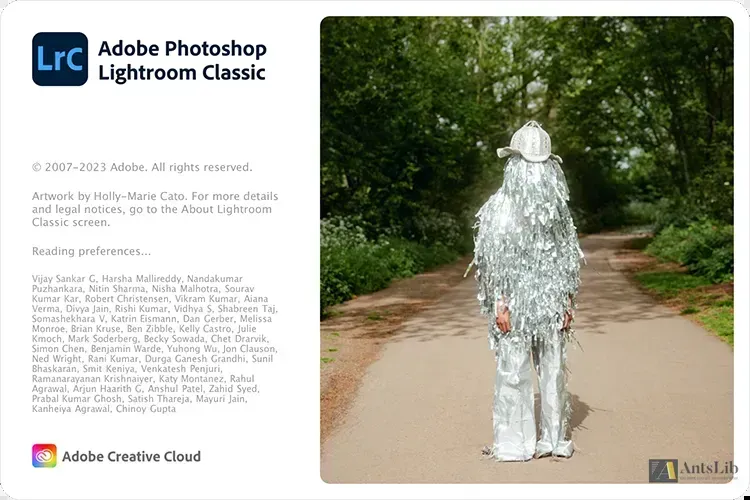 LrC
Adobe Photoshop
Lightroom Classic
© 2007-2023 Adobe. All rights reserved.
Artwork by Holly-Marie Cato. For more details
and legal notices, go to the About Lightroom
Classic screen.
Reading preferences...
Vijay Sankar G, Harsha Mallireddy, Nandakumar
Puzhankara, Nitin Sharma, Nisha Malhotra, Sourav
Kumar Kar, Robert Christensen, Vikram Kumar, Aiana
Verma, Divya Jain, Rishi Kumar, Vidhya S, Shabreen Taj,
Somashekhara V, Katrin Eismann, Dan Gerber, Melissa
Monroe, Brian Kruse, Ben Zibble, Kelly Castro, Julie
Kmoch, Mark Soderberg, Becky Sowada, Chet Drarvik,
Simon Chen, Benjamin Warde, Yuhong Wu, Jon Clauson,
Ned Wright, Rani Kumar, Durga Ganesh Grandhi, Sunil
Bhaskaran, Smit Keniya, Venkatesh Penjuri,
Ramanarayanan Krishnaiyer, Katy Montanez, Rahul
Agrawal, Arjun Haarith G, Anshul Patel, Zahid Syed,
Prabal Kumar Ghosh, Satish Thareja, Mayuri Jain,
Kanheiya Agrawal, Chinoy Gupta
Adobe Creative Cloud
AntsLib